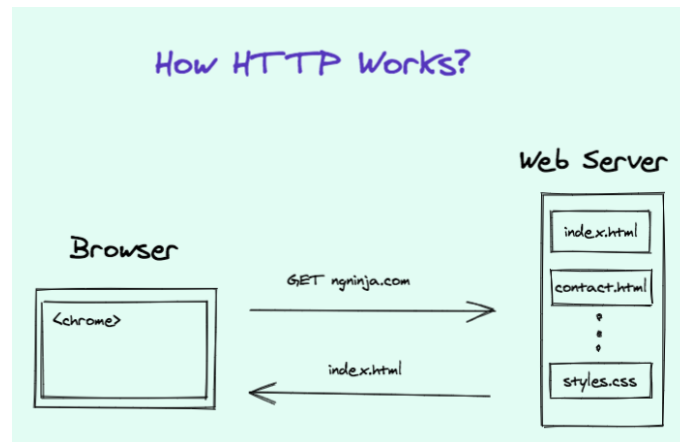 How HTTP Works?
Web Server
index.html
Browser
GET ngninja.com
contact.html
<chrome>
index.html
styles.css